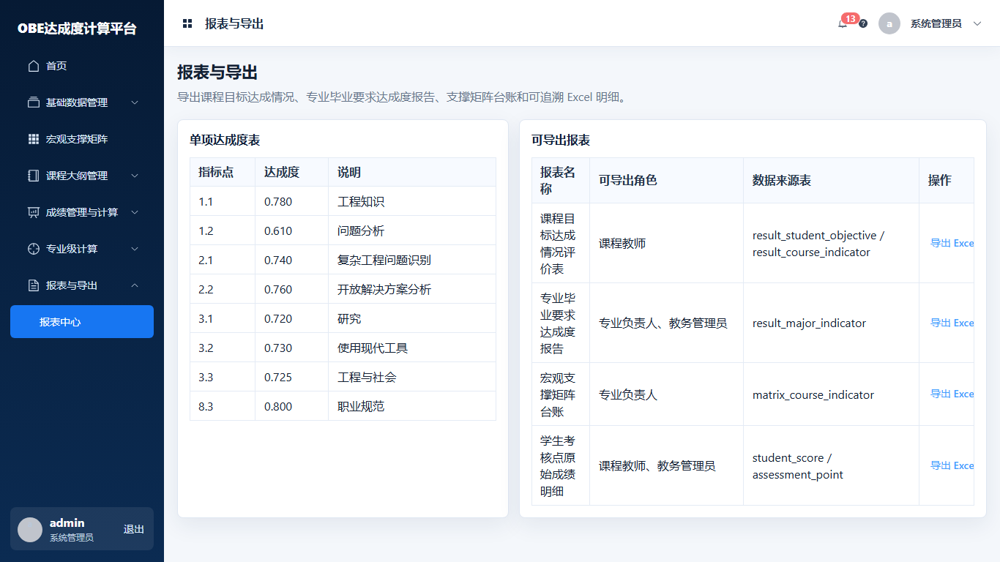 OBE达成度计算平台
首页
基础数据管理
宏观支撑矩阵
课程大纲管理
成绩管理与计算
专业级计算
报表与导出
报表中心
admin
系统管理员
退出
报表与导出
13
?
a
系统管理员
报表与导出
导出课程目标达成情况、专业毕业要求达成度报告、支撑矩阵台账和可追溯 Excel 明细。
单项达成度表
指标点 达成度 说明
1.1 0.780 工程知识
1.2 0.610 问题分析
2.1 0.740 复杂工程问题识别
2.2 0.760 开放解决方案分析
3.1 0.720 研究
3.2 0.730 使用现代工具
3.3 0.725 工程与社会
8.3 0.800 职业规范
可导出报表
报表名
称
可导出角色
数据来源表
操作
课程目
标达成
情况评
价表
课程教师
result_student_objective /
result_course_indicator
导出 Exce
专业毕
业要求
达成度
报告
专业负责人、教务管理员
result_major_indicator
导出 Exce
宏观支
撑矩阵
台账
专业负责人
matrix_course_indicator
导出 Exce
学生考
核点原
始成绩
明细
课程教师、教务管理员
student_score /
assessment_point
导出 Exce